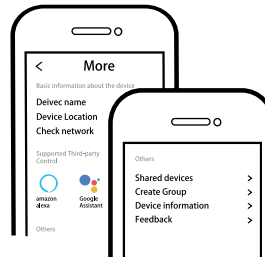 < More
Basic information about the device
Deivec name
Device Location
Check network
Supported Third-party
Control
amazon
alexa
Google
Assistant
Others
Others
Shared devices >
Create Group >
Device information >
Feedback >